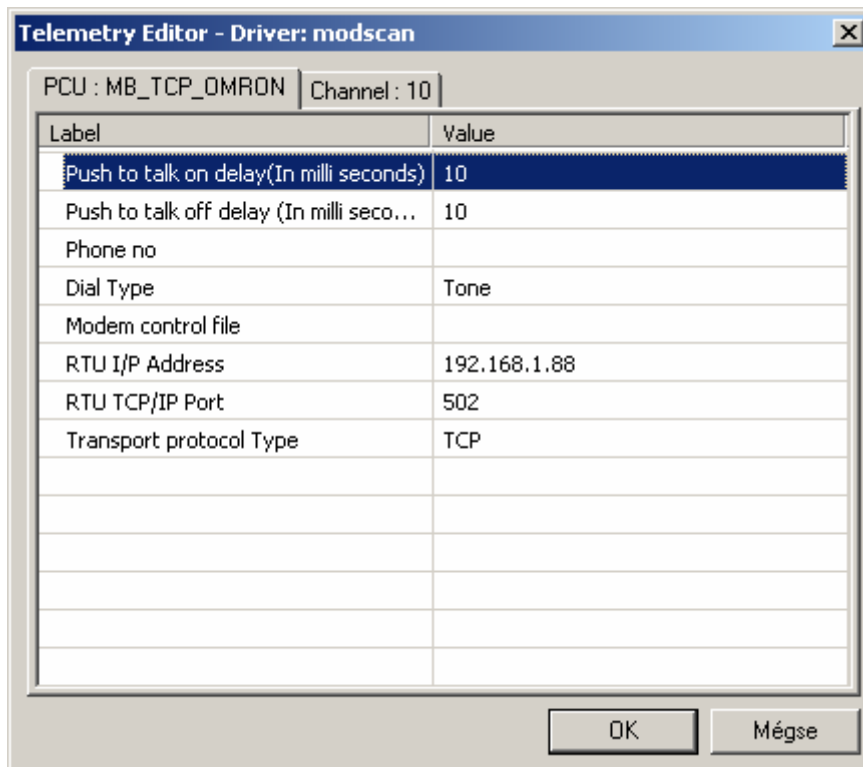 Telemetry Editor - Driver: modscan
PCU : MB_TCP_OMRON Channel : 10
Label Value
Push to talk on delay(In milli seconds) 10
Push to talk off delay (In milli seco... 10
Phone no
Dial Type Tone
Modem control file
RTU I/P Address 192.168.1.88
RTU TCP/IP Port 502
Transport protocol Type TCP
OK Mégse